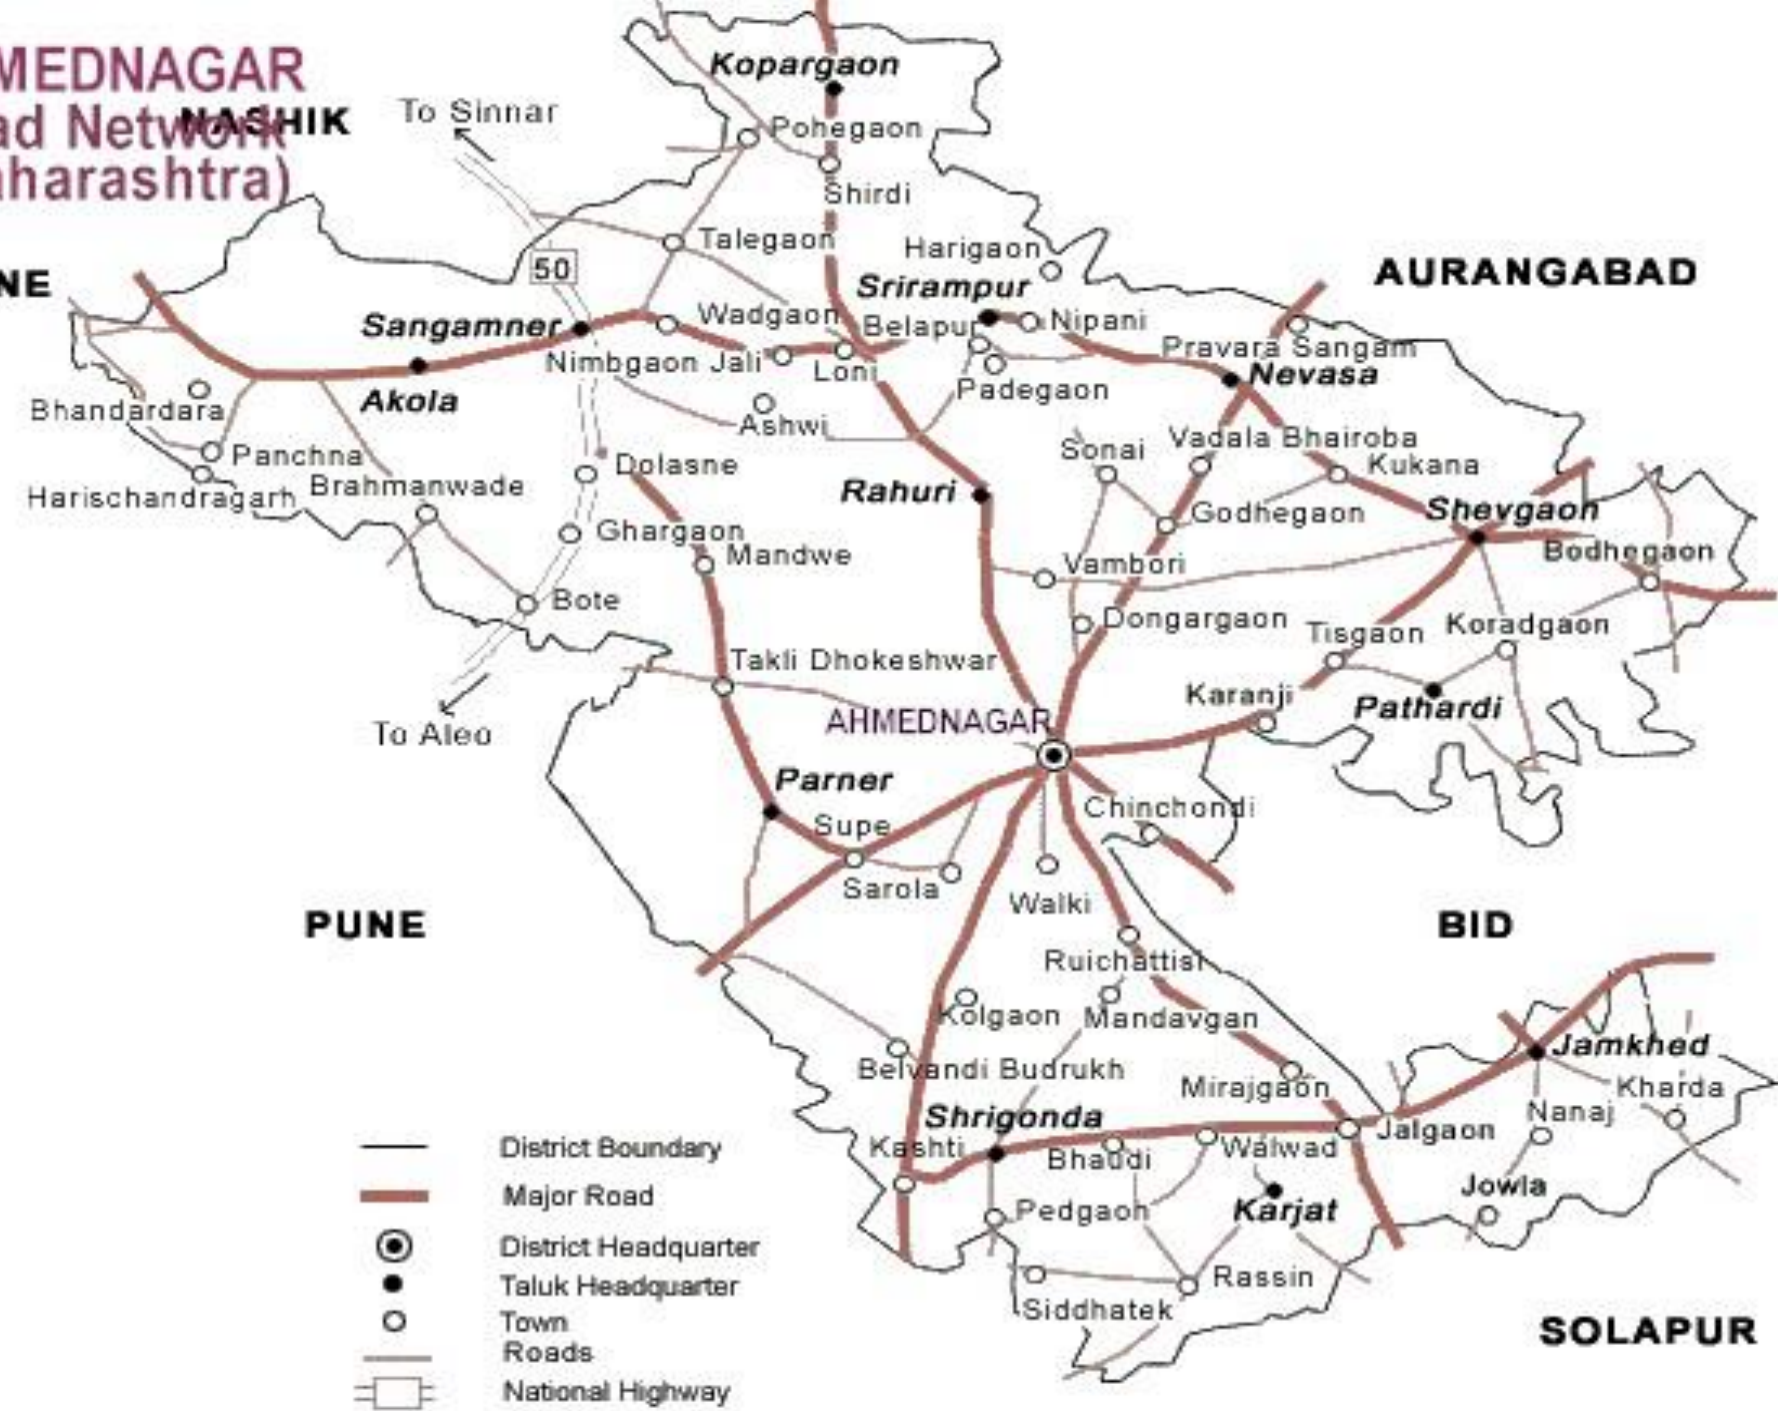 MEDNAGAR
ad Network
aharashtra)
NASHIK
To Sinnar
Kopargaon
Pohegaon
Shirdi
Talegaon
Harigaon
AURANGABAD
NE
50
Srirampur
Sangamner
Wadgaon
Belapur
Nipani
Pravara Sangam
Nimbgaon Jali
Loni
Nevasa
Akola
Padegaon
Bhandardara
Ashwi
Panchna
Sonai
Vadala Bhairoba
Kukana
Dolasne
Harischandragarh
Brahmanwade
Rahuri
Godhegaon
Shevgaon
Ghargaon
Mandwe
Vambori
Bodhegaon
Bote
Dongargaon
Tisgaon
Koradgaon
Takli Dhokeshwar
Karanji
Pathardi
AHMEDNAGAR
To Aleo
Parner
Chinchondi
Supe
Sarola
Walki
PUNE
BID
Ruichattisi
Kolgaon
Mandavgan
Jamkhed
Belvandi Budrukh
Mirajgaon
Kharda
Shrigonda
Nanaj
Jalgaon
Kashti
Bhaudi
Walwad
Jowla
Pedgaon
Karjat
Rassin
Siddhatek
SOLAPUR
District Boundary
Major Road
District Headquarter
Taluk Headquarter
Town
Roads
National Highway